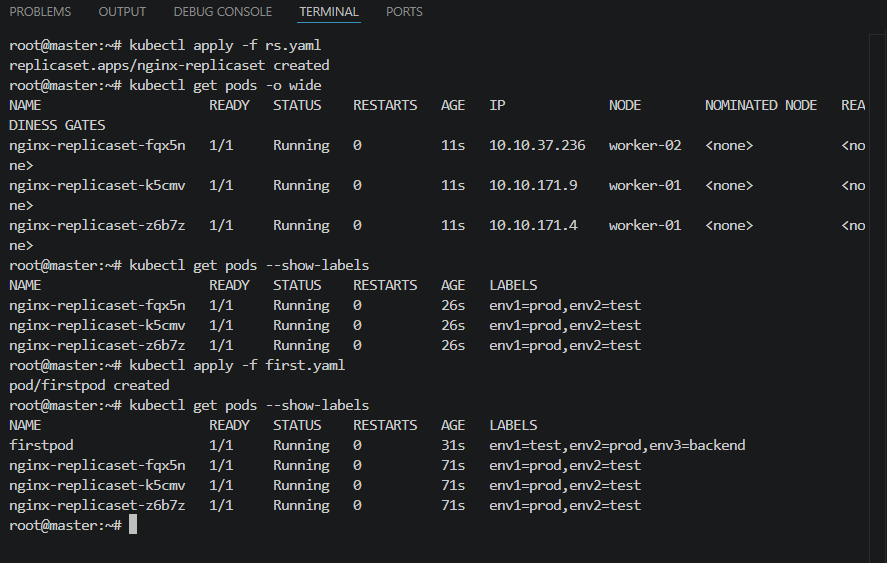 PROBLEMS OUTPUT DEBUG CONSOLE TERMINAL PORTS
root@master:~# kubectl apply -f rs.yaml
replicaset.apps/nginx-replicaset created
root@master:~# kubectl get pods -o wide
NAME READY STATUS RESTARTS AGE IP NODE NOMINATED NODE REA
DINESS GATES
nginx-replicaset-fqx5n 1/1 Running 0 11s 10.10.37.236 worker-02 <none> <no
ne>
nginx-replicaset-k5cmv 1/1 Running 0 11s 10.10.171.9 worker-01 <none> <no
ne>
nginx-replicaset-z6b7z 1/1 Running 0 11s 10.10.171.4 worker-01 <none> <no
ne>
root@master:~# kubectl get pods --show-labels
NAME READY STATUS RESTARTS AGE LABELS
nginx-replicaset-fqx5n 1/1 Running 0 26s env1=prod,env2=test
nginx-replicaset-k5cmv 1/1 Running 0 26s env1=prod,env2=test
nginx-replicaset-z6b7z 1/1 Running 0 26s env1=prod,env2=test
root@master:~# kubectl apply -f first.yaml
pod/firstpod created
root@master:~# kubectl get pods --show-labels
NAME READY STATUS RESTARTS AGE LABELS
firstpod 1/1 Running 0 31s env1=test,env2=prod,env3=backend
nginx-replicaset-fqx5n 1/1 Running 0 71s env1=prod,env2=test
nginx-replicaset-k5cmv 1/1 Running 0 71s env1=prod,env2=test
nginx-replicaset-z6b7z 1/1 Running 0 71s env1=prod,env2=test
root@master:~#